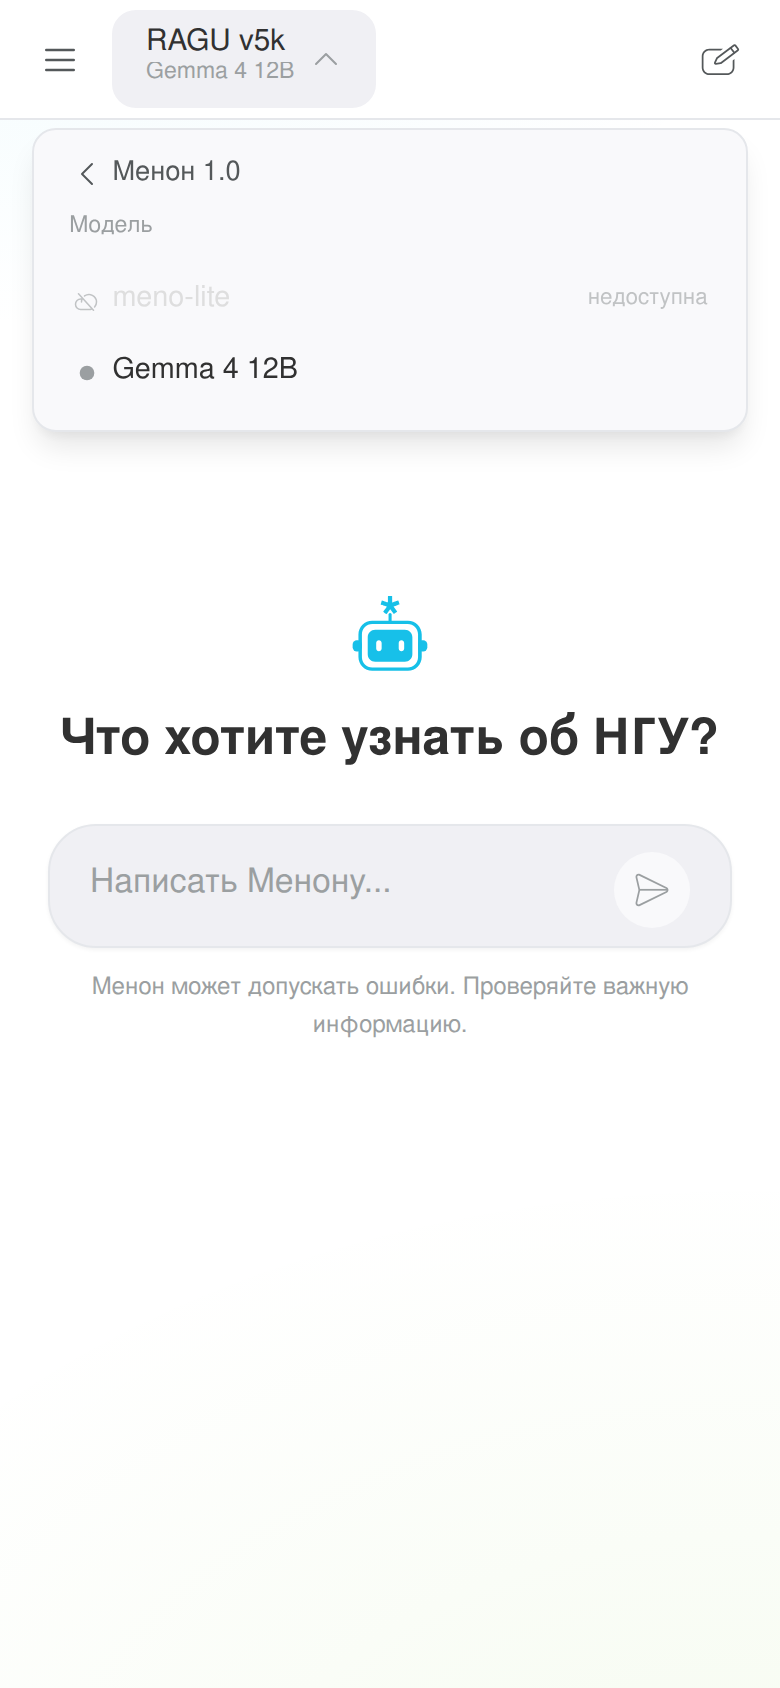 RAGU v5k
Gemma 4 12B
Менон 1.0
Модель
meno-lite
недоступна
Gemma 4 12B
Что хотите узнать об НГУ?
Написать Менону...
Менон может допускать ошибки. Проверяйте важную
информацию.